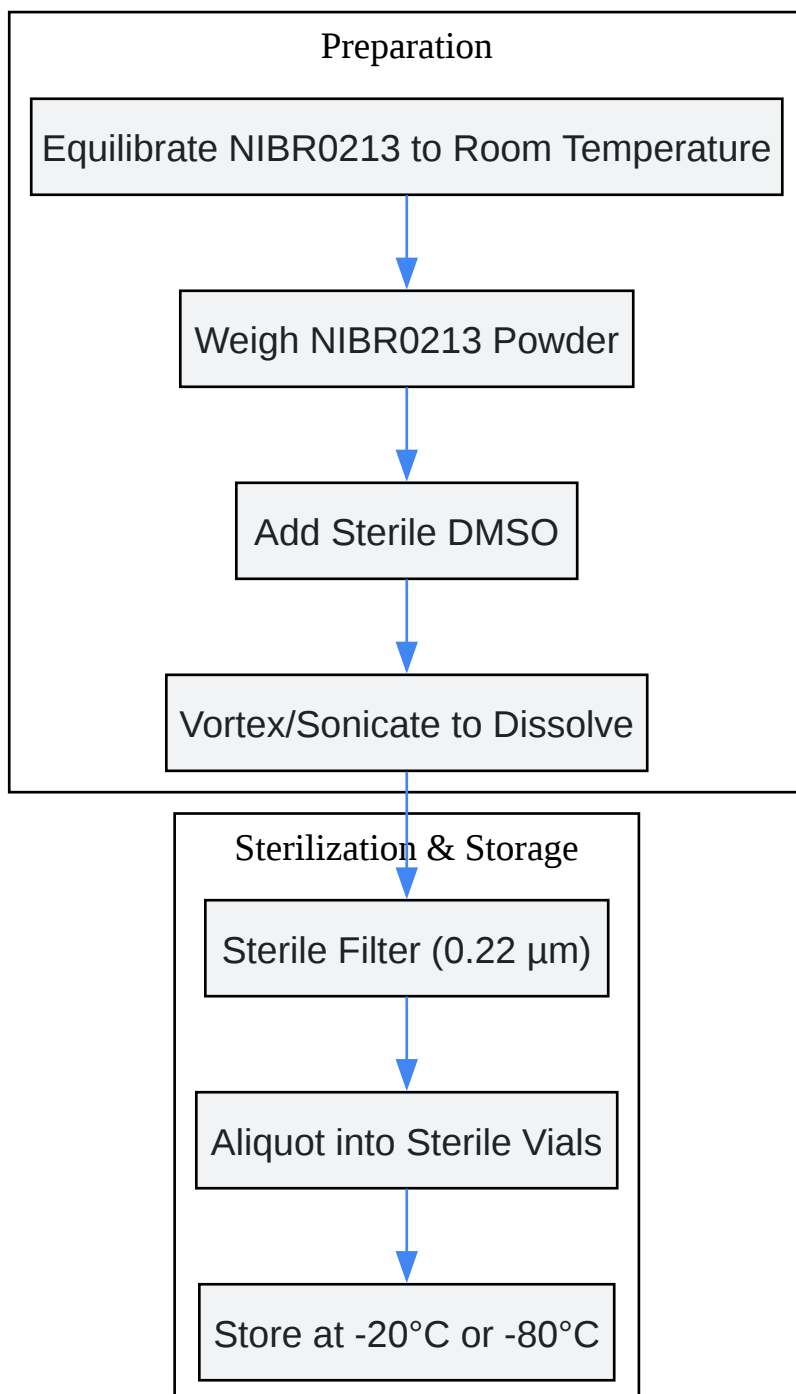 Preparation
Equilibrate NIBR0213 to Room Temperature
Weigh NIBR0213 Powder
Add Sterile DMSO
Vortex/Sonicate to Dissolve
Sterilization & Storage
Sterile Filter (0.22 µm)
Aliquot into Sterile Vials
Store at -20°C or -80°C